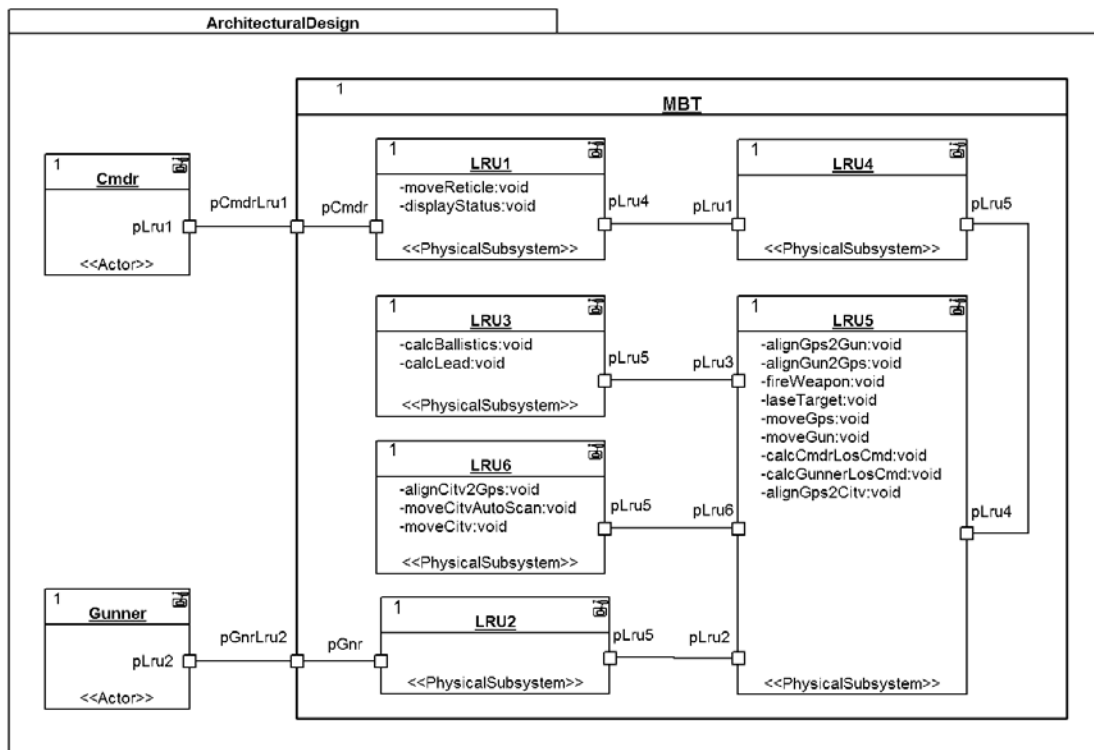 ArchitecturalDesign
1
MBT
1
Cmdr
pLru1
<<Actor>>
pCmdrLru1
pCmdr
1
LRU1
-moveReticle:void
-displayStatus:void
<<PhysicalSubsystem>>
pLru4
pLru1
1
LRU4
<<PhysicalSubsystem>>
pLru5
1
LRU3
-calcBallistics:void
-calcLead:void
<<PhysicalSubsystem>>
pLru5
pLru3
1
LRU5
-alignGps2Gun:void
-alignGun2Gps:void
-fireWeapon:void
-laseTarget:void
-moveGps:void
-moveGun:void
-calcCmdrLosCmd:void
-calcGunnerLosCmd:void
-alignGps2Citv:void
pLru4
<<PhysicalSubsystem>>
1
LRU6
-alignCitv2Gps:void
-moveCitvAutoScan:void
-moveCitv:void
<<PhysicalSubsystem>>
pLru5
pLru6
1
Gunner
pLru2
<<Actor>>
pGnrLru2
pGnr
1
LRU2
<<PhysicalSubsystem>>
pLru5
pLru2